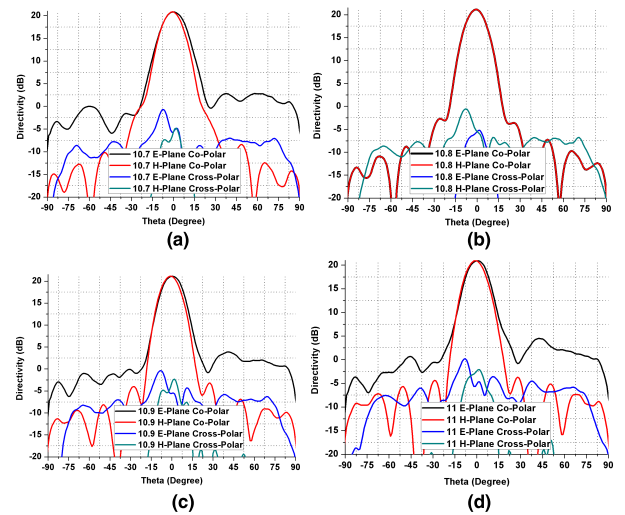 Directivity (dB)
20
15
10
5
0
-5
-10
-15
-20
10.7 E-Plane Co-Polar
10.7 H-Plane Co-Polar
10.7 E-Plane Cross-Polar
10.7 H-Plane Cross-Polar
-90 -75 -60 -45 -30 -15 0 15 30 45 60 75 90
Theta (Degree)
(a)
Directivity (dB)
20
15
10
5
0
-5
-10
-15
-20
10.8 E-Plane Co-Polar
10.8 H-Plane Co-Polar
10.8 E-Plane Cross-Polar
10.8 H-Plane Cross-Polar
-90 -75 -60 -45 -30 -15 0 15 30 45 60 75 90
Theta (Degree)
(b)
Directivity (dB)
20
15
10
5
0
-5
-10
-15
-20
10.9 E-Plane Co-Polar
10.9 H-Plane Co-Polar
10.9 E-Plane Cross-Polar
10.9 H-Plane Cross-Polar
-90 -75 -60 -45 -30 -15 0 15 30 45 60 75 90
Theta (Degree)
(c)
Directivity (dB)
20
15
10
5
0
-5
-10
-15
-20
11 E-Plane Co-Polar
11 H-Plane Co-Polar
11 E-Plane Cross-Polar
11 H-Plane Cross-Polar
-90 -75 -60 -45 -30 -15 0 15 30 45 60 75 90
Theta (Degree)
(d)